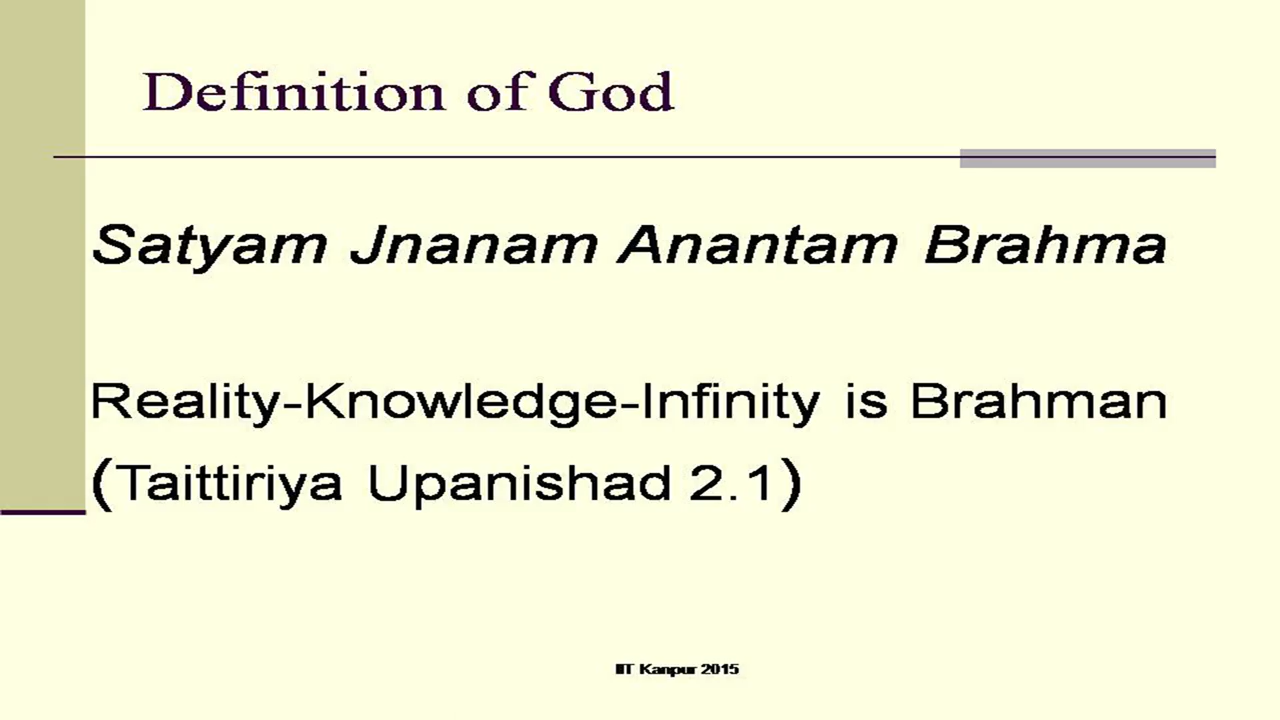 Definition of God
Satyam Jnanam Anantam Brahma
Reality-Knowledge-Infinity is Brahman
(Taittiriya Upanishad 2.1)
IIT Kanpur 2015